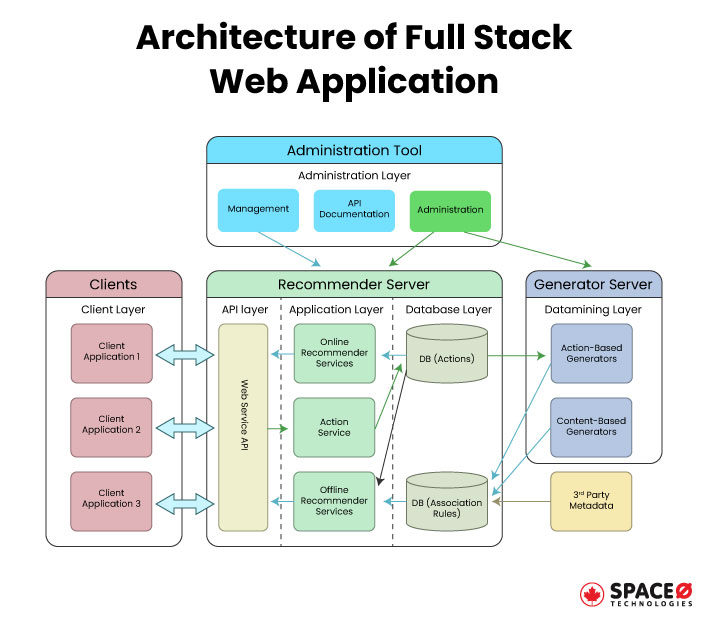 Architecture of Full Stack
Web Application
Administration Tool
Administration Layer
Management
API
Documentation
Administration
Clients
Client Layer
Client
Application 1
Client
Application 2
Client
Application 3
Recommender Server
API layer
Application Layer
Database Layer
Web Service API
Online
Recommender
Services
Action
Service
Offline
Recommender
Services
DB (Actions)
DB (Association
Rules)
Generator Server
Datamining Layer
Action-Based
Generators
Content-Based
Generators
3rd Party
Metadata
SPACEO
TECHNOLOGIES